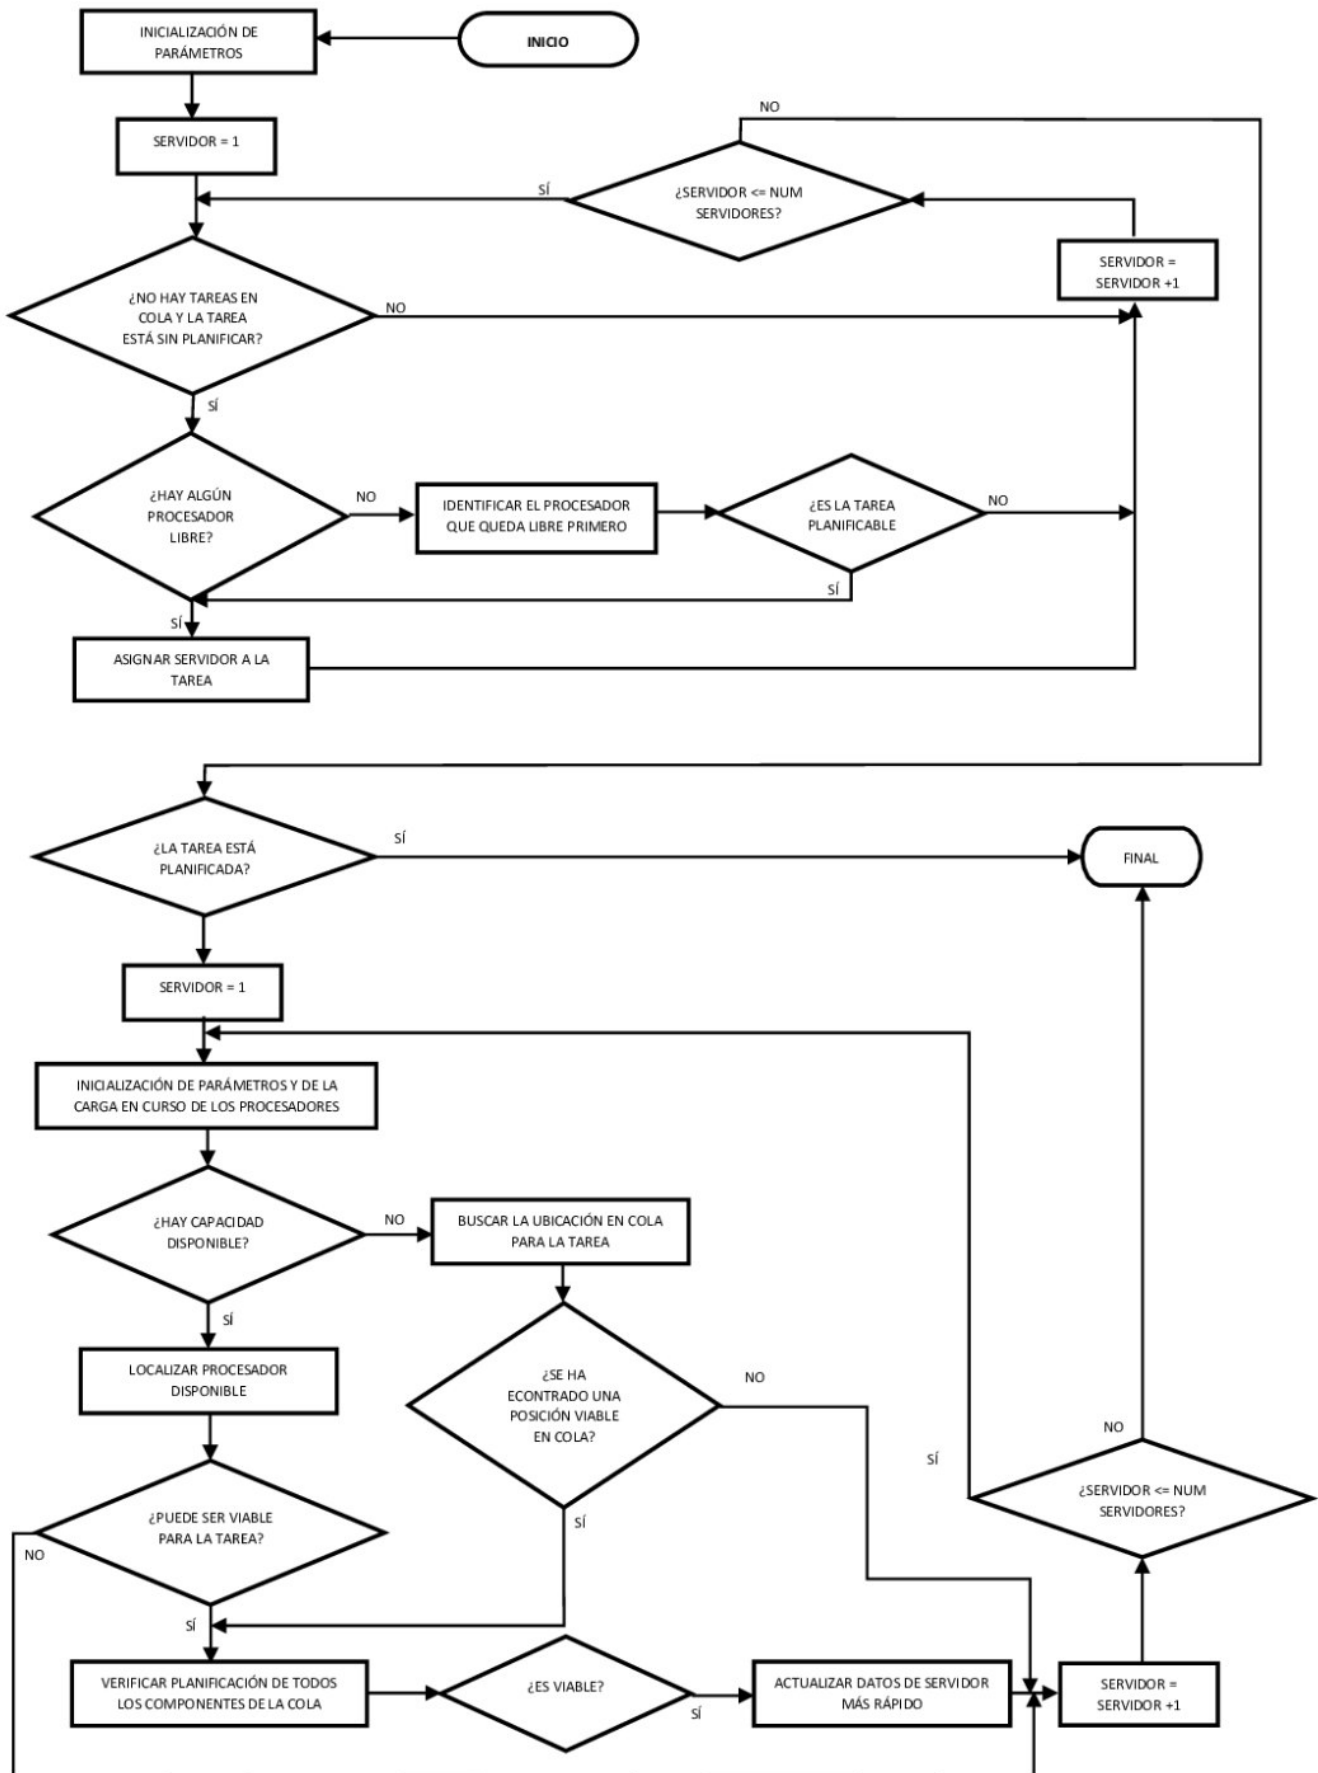 INICIALIZACIÓN DE
PARÁMETROS
INICIO
SERVIDOR = 1
NO
¿SERVIDOR <= NUM
SERVIDORES?
SÍ
SERVIDOR =
SERVIDOR +1
¿NO HAY TAREAS EN
COLA Y LA TAREA
ESTÁ SIN PLANIFICAR?
NO
SÍ
¿HAY ALGÚN
PROCESADOR
LIBRE?
NO
IDENTIFICAR EL PROCESADOR
QUE QUEDA LIBRE PRIMERO
¿ES LA TAREA
PLANIFICABLE
NO
SÍ
SÍ
ASIGNAR SERVIDOR A LA
TAREA
¿LA TAREA ESTÁ
PLANIFICADA?
SÍ
FINAL
SERVIDOR = 1
INICIALIZACIÓN DE PARÁMETROS Y DE LA
CARGA EN CURSO DE LOS PROCESADORES
¿HAY CAPACIDAD
DISPONIBLE?
NO
BUSCAR LA UBICACIÓN EN COLA
PARA LA TAREA
SÍ
LOCALIZAR PROCESADOR
DISPONIBLE
¿SE HA
ECONTRADO UNA
POSICIÓN VIABLE
EN COLA?
NO
SÍ
NO
SÍ
¿SERVIDOR <= NUM
SERVIDORES?
¿PUEDE SER VIABLE
PARA LA TAREA?
NO
SÍ
VERIFICAR PLANIFICACIÓN DE TODOS
LOS COMPONENTES DE LA COLA
¿ES VIABLE?
SÍ
ACTUALIZAR DATOS DE SERVIDOR
MÁS RÁPIDO
SERVIDOR =
SERVIDOR +1